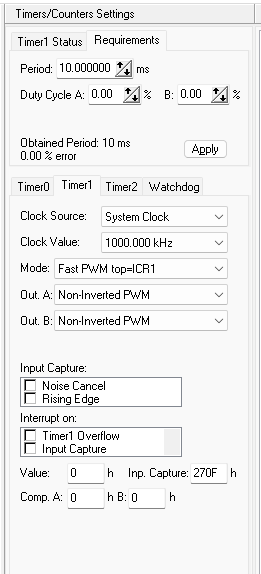 Timers/Counters Settings
Timer1 Status Requirements
Period: 10.000000 ms
Duty Cycle A: 0.00 % B: 0.00 %
Obtained Period: 10 ms
0.00 % error
Apply
Timer0 Timer1 Timer2 Watchdog
Clock Source: System Clock
Clock Value: 1000.000 kHz
Mode: Fast PWM top=ICR1
Out. A: Non-Inverted PWM
Out. B: Non-Inverted PWM
Input Capture:
Noise Cancel
Rising Edge
Interrupt on:
Timer1 Overflow
Input Capture
Value: 0 h Inp. Capture: 270F h
Comp. A: 0 h B: 0 h